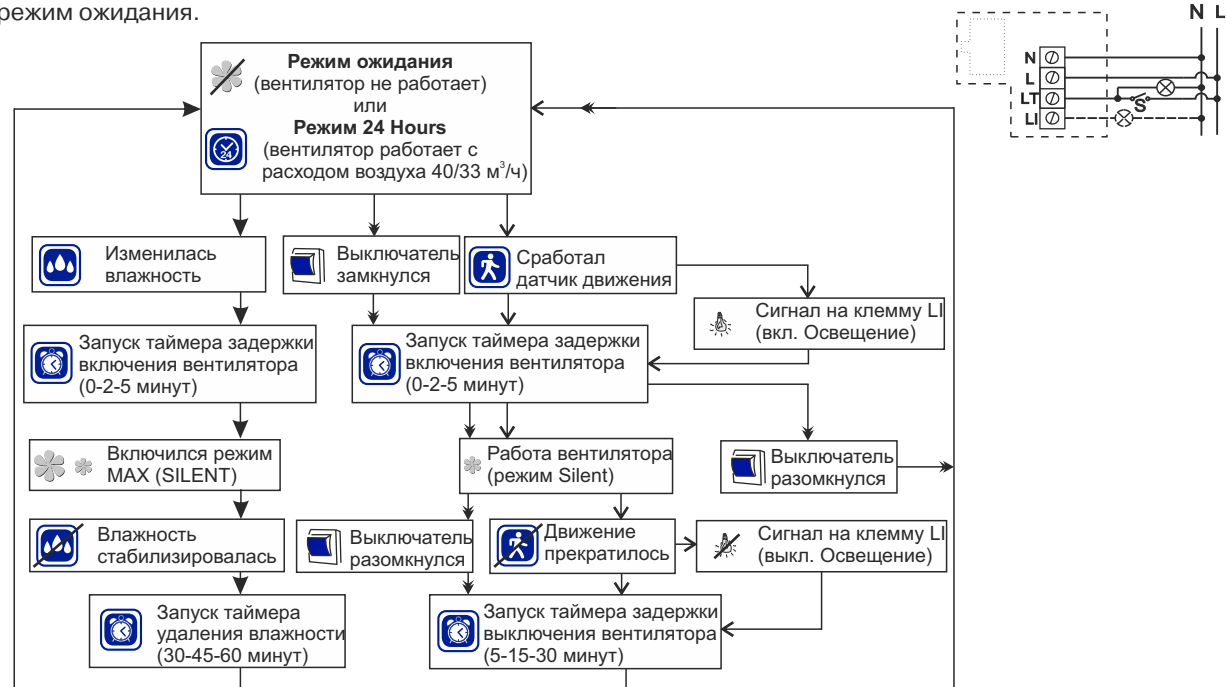 режим ожидания.
Режим ожидания
(вентилятор не работает)
или
Режим 24 Hours
(вентилятор работает с
расходом воздуха 40/33 м³/ч)
24
Изменилась
влажность
Выключатель
замкнулся
Сработал
датчик движения
Сигнал на клемму LI
(вкл. Освещение)
Запуск таймера задержки
включения вентилятора
(0-2-5 минут)
Запуск таймера задержки
включения вентилятора
(0-2-5 минут)
Включился режим
MAX (SILENT)
Работа вентилятора
(режим Silent)
Выключатель
разомкнулся
Влажность
стабилизировалась
Выключатель
разомкнулся
Движение
прекратилось
Сигнал на клемму LI
(выкл. Освещение)
Запуск таймера
удаления влажности
(30-45-60 минут)
Запуск таймера задержки
выключения вентилятора
(5-15-30 минут)
N L
N
L
LT
S
LI